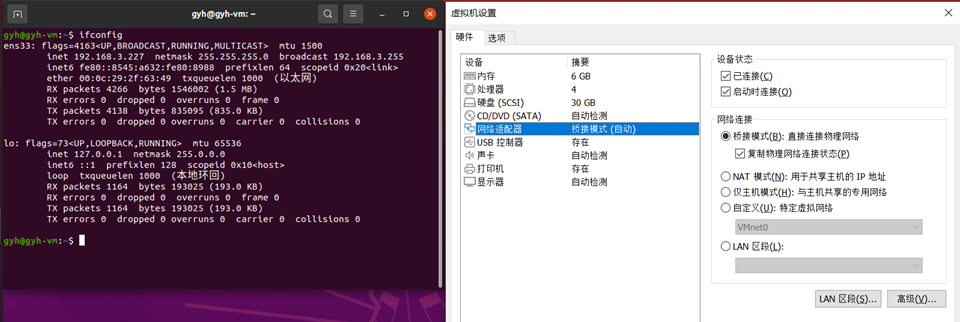 gyh@gyh-vm: ~
gyh@gyh-vm:~$ ifconfig
ens33: flags=4163<UP,BROADCAST,RUNNING,MULTICAST>  mtu 1500
inet 192.168.3.227  netmask 255.255.255.0  broadcast 192.168.3.255
inet6 fe80::8545:a632:fe80:8988  prefixlen 64  scopeid 0x20<link>
ether 00:0c:29:2f:63:49  txqueuelen 1000  (以太网)
RX packets 4266  bytes 1546002 (1.5 MB)
RX errors 0  dropped 0  overruns 0  frame 0
TX packets 4138  bytes 835095 (835.0 KB)
TX errors 0  dropped 0 overruns 0  carrier 0  collisions 0
lo: flags=73<UP,LOOPBACK,RUNNING>  mtu 65536
inet 127.0.0.1  netmask 255.0.0.0
inet6 ::1  prefixlen 128  scopeid 0x10<host>
loop  txqueuelen 1000  (本地环回)
RX packets 1164  bytes 193025 (193.0 KB)
RX errors 0  dropped 0  overruns 0  frame 0
TX packets 1164  bytes 193025 (193.0 KB)
TX errors 0  dropped 0 overruns 0  carrier 0  collisions 0
gyh@gyh-vm:~$
虚拟机设置
硬件 选项
设备 摘要
内存 6 GB
处理器 4
硬盘 (SCSI) 30 GB
CD/DVD (SATA) 自动检测
网络适配器 桥接模式 (自动)
USB 控制器 存在
声卡 自动检测
打印机 存在
显示器 自动检测
设备状态
已连接(C)
启动时连接(O)
网络连接
桥接模式(B): 直接连接物理网络
复制物理网络连接状态(P)
NAT 模式(N): 用于共享主机的 IP 地址
仅主机模式(H): 与主机共享的专用网络
自定义(U): 特定虚拟网络
VMnet0
LAN 区段(L):
LAN 区段(S)... 高级(V)...